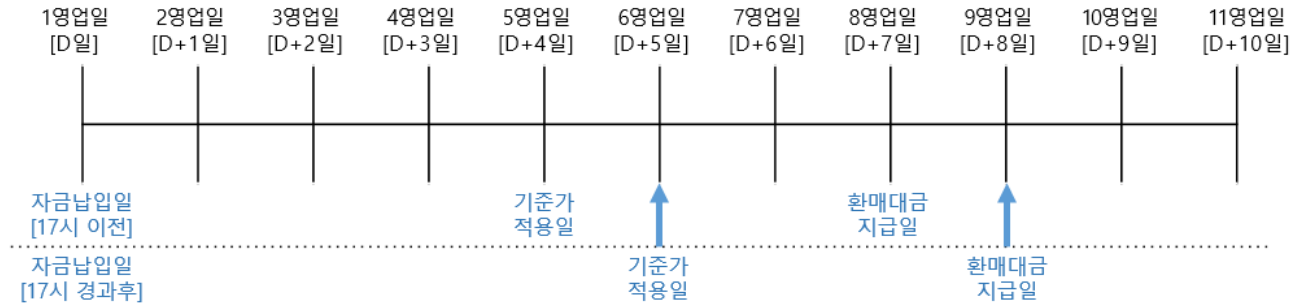 1영업일 2영업일 3영업일 4영업일 5영업일 6영업일 7영업일 8영업일 9영업일 10영업일 11영업일
[D일] [D+1일] [D+2일] [D+3일] [D+4일] [D+5일] [D+6일] [D+7일] [D+8일] [D+9일] [D+10일]
자금납입일 기준가 환매대금
[17시 이전] 적용일 지급일
자금납입일 기준가 환매대금
[17시 경과후] 적용일 지급일